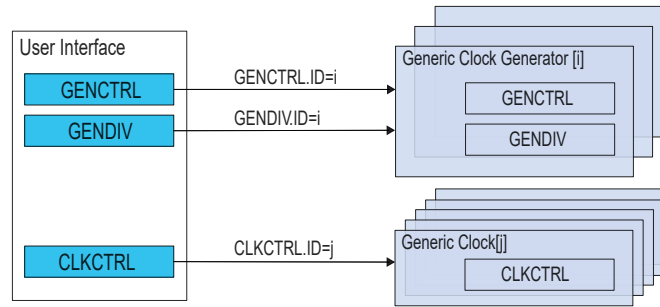 User Interface
GENCTRL
GENDIV
CLKCTRL
GENCTRL.ID=i
GENDIV.ID=i
CLKCTRL.ID=j
Generic Clock Generator [i]
GENCTRL
GENDIV
Generic Clock[j]
CLKCTRL